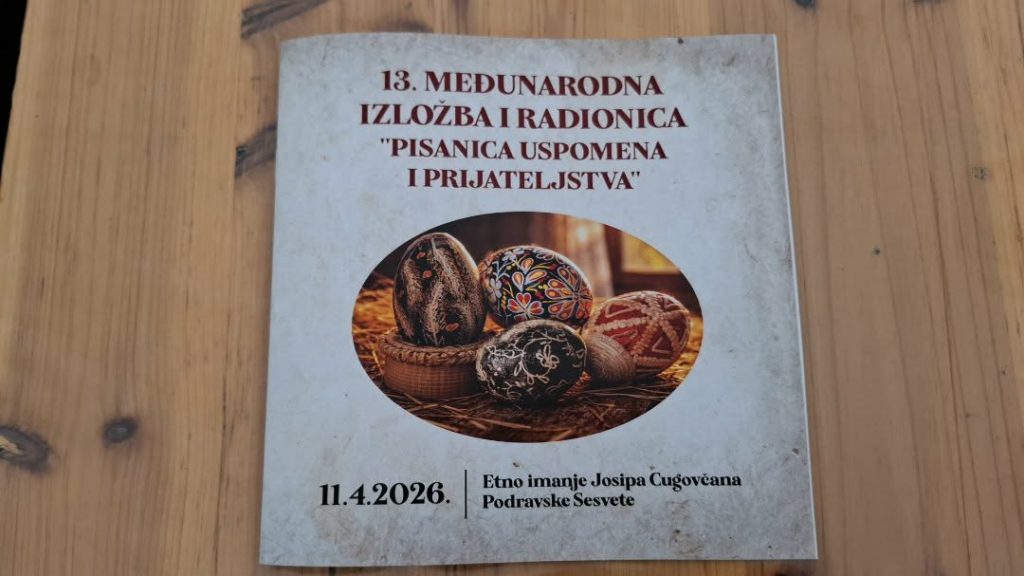 13. MEĐUNARODNA
IZLOŽBA I RADIONICA
"PISANICA USPOMENA
I PRIJATELJSTVA"
11.4.2026.
Etno imanje Josipa Cugovčana
Podravske Sesvete